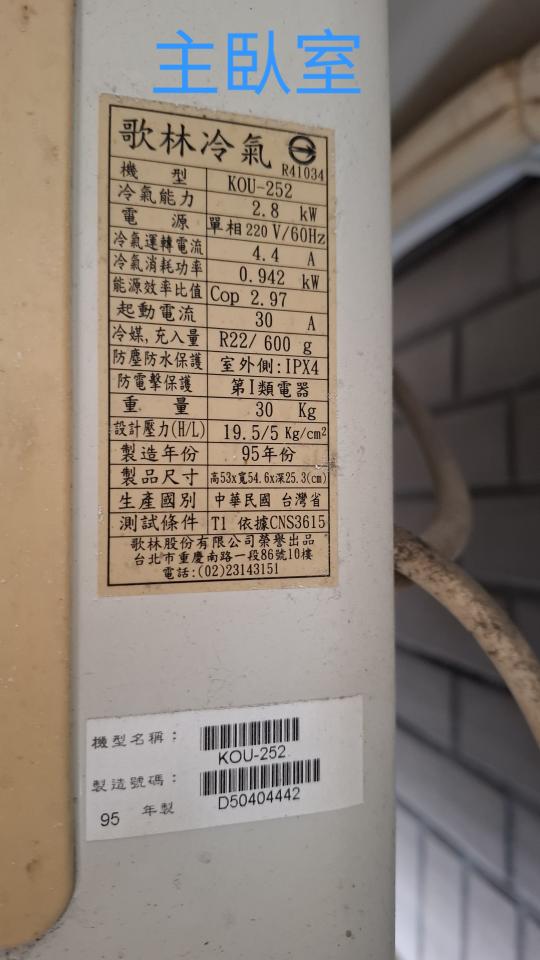 主臥室
歌林冷氣
R41034
機型 KOU-252
冷氣能力 2.8 kW
電源 單相220V/60Hz
冷氣運轉電流 4.4 A
冷氣消耗功率 0.942 kW
能源效率比值 Cop 2.97
起動電流 30 A
冷媒,充入量 R22/ 600 g
防塵防水保護 室外側:IPX4
防電擊保護 第I類電器
重量 30 Kg
設計壓力(H/L) 19.5/5 Kg/cm²
製造年份 95年份
製品尺寸 高53x寬54.6x深25.3(cm)
生產國別 中華民國 台灣省
測試條件 T1 依據CNS3615
歌林股份有限公司榮譽出品
台北市重慶南路一段86號10樓
電話:(02)23143151
機型名稱：
KOU-252
製造號碼：
D50404442
95 年製